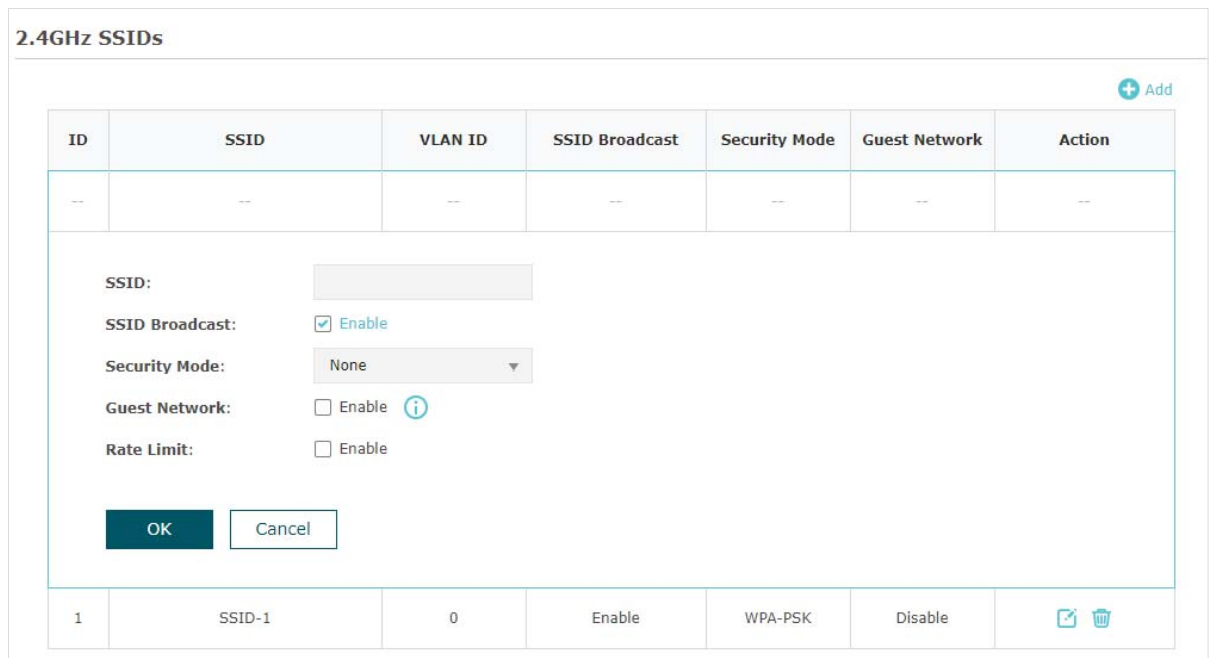 2.4GHz SSIDs
Add
ID SSID VLAN ID SSID Broadcast Security Mode Guest Network Action
-- -- -- -- -- -- --
SSID:
SSID Broadcast: Enable
Security Mode: None
Guest Network: Enable
Rate Limit: Enable
OK Cancel
1 SSID-1 0 Enable WPA-PSK Disable